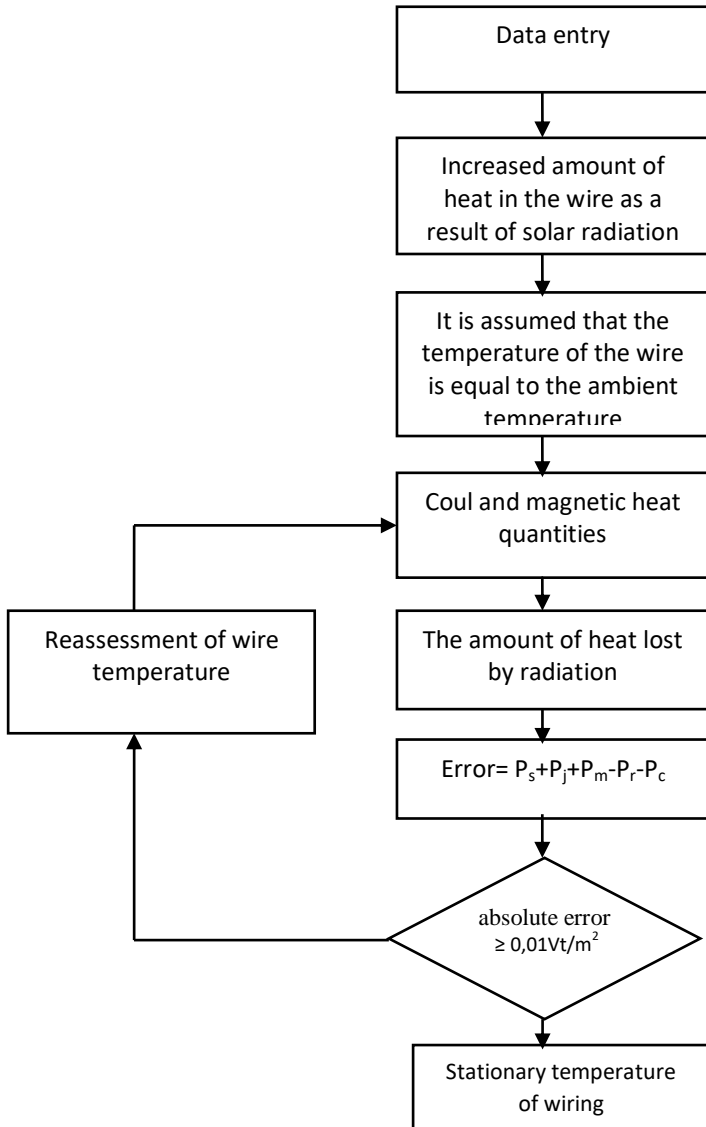 Data entry
Increased amount of
heat in the wire as a
result of solar radiation
It is assumed that the
temperature of the wire
is equal to the ambient
temperature
Coul and magnetic heat
quantities
Reassessment of wire
temperature
The amount of heat lost
by radiation
Error= Pₛ+Pⱼ+Pₘ-Pᵣ-P꜀
absolute error
≥ 0,01Vt/m²
Stationary temperature
of wiring